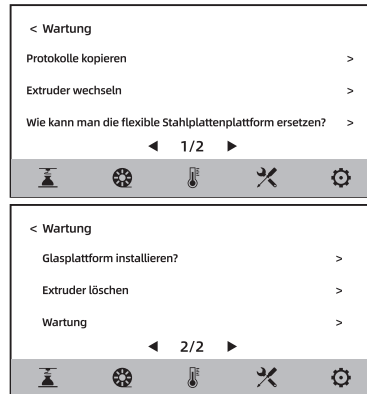 < Wartung
Protokolle kopieren >
Extruder wechseln >
Wie kann man die flexible Stahlplattenplattform ersetzen? >
◀ 1/2 ▶
< Wartung
Glasplattform installieren? >
Extruder löschen >
Wartung >
◀ 2/2 ▶